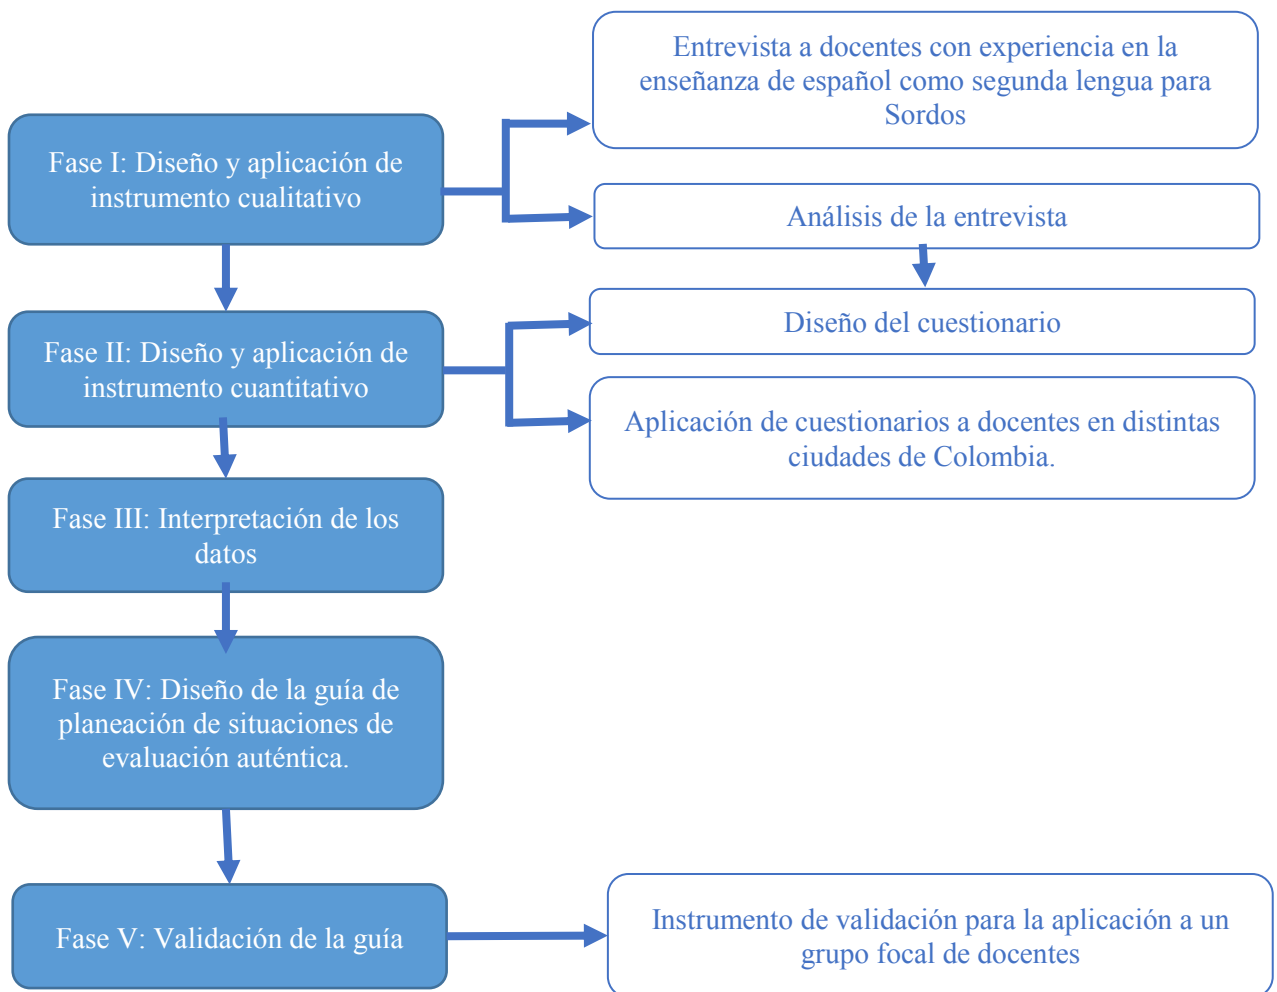 Entrevista a docentes con experiencia en la
enseñanza de español como segunda lengua para
Sordos
Fase I: Diseño y aplicación de
instrumento cualitativo
Análisis de la entrevista
Diseño del cuestionario
Fase II: Diseño y aplicación de
instrumento cuantitativo
Aplicación de cuestionarios a docentes en distintas
ciudades de Colombia.
Fase III: Interpretación de los
datos
Fase IV: Diseño de la guía de
planeación de situaciones de
evaluación auténtica.
Fase V: Validación de la guía
Instrumento de validación para la aplicación a un
grupo focal de docentes